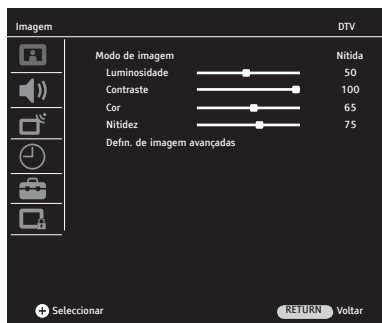 Imagem DTV
Modo de imagem Nítida
Luminosidade 50
Contraste 100
Cor 65
Nitidez 75
Defin. de imagem avançadas
Seleccionar RETURN Voltar